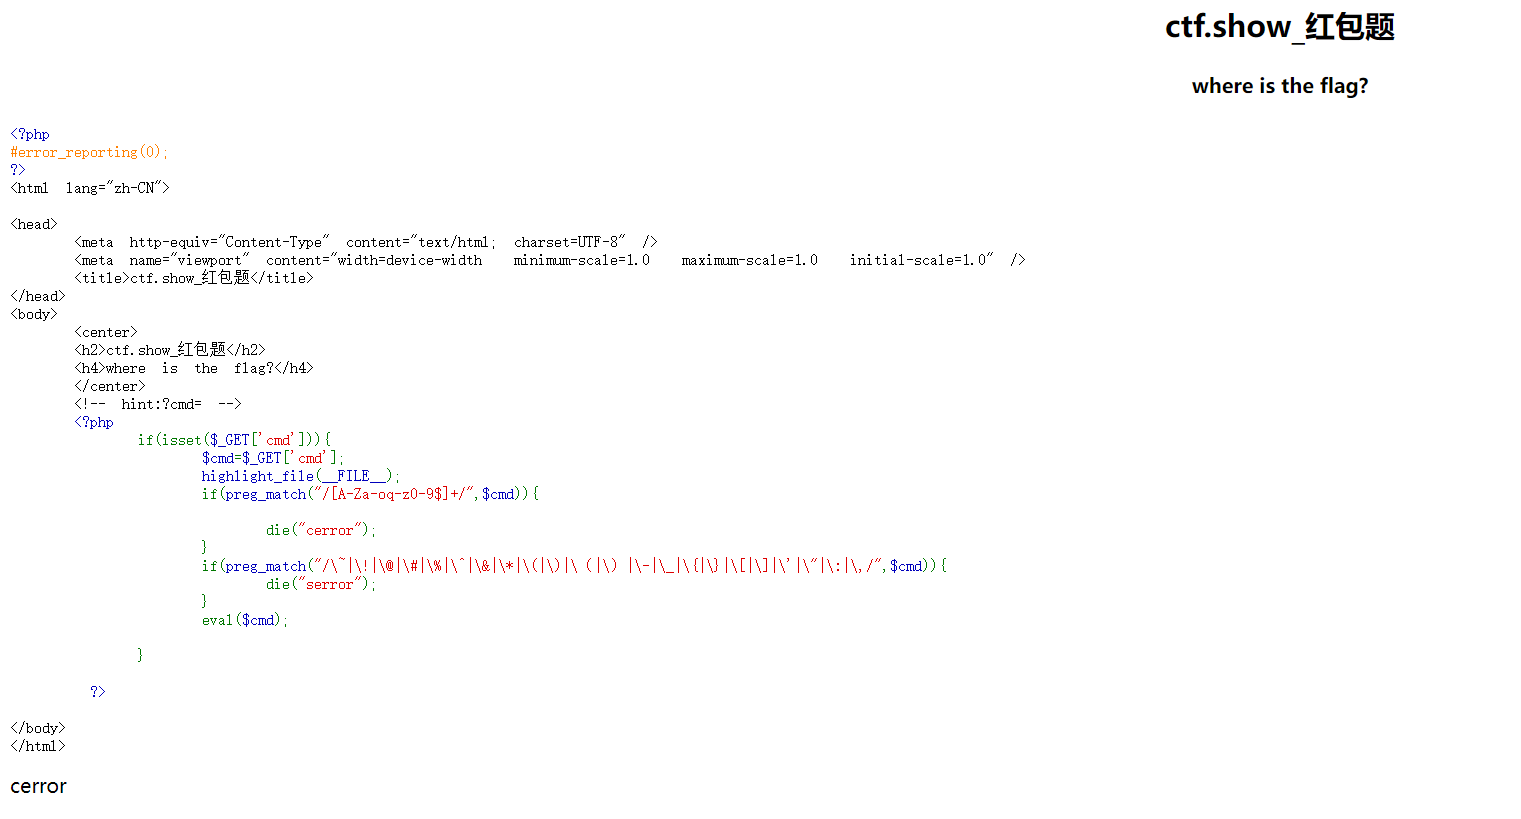 ctf.show_红包题
where is the flag?
<?php
#error_reporting(0);
?>
<html lang="zh-CN">
<head>
<meta http-equiv="Content-Type" content="text/html; charset=UTF-8" />
<meta name="viewport" content="width=device-width minimum-scale=1.0 maximum-scale=1.0 initial-scale=1.0" />
<title>ctf.show_红包题</title>
</head>
<body>
<center>
<h2>ctf.show_红包题</h2>
<h4>where is the flag?</h4>
</center>
<!-- hint:?cmd= -->
<?php
if(isset($_GET['cmd'])){
$cmd=$_GET['cmd'];
highlight_file(__FILE__);
if(preg_match("/[A-Za-oq-z0-9$]+/",$cmd)){
die("cerror");
}
if(preg_match("/\~|\!|\@|\#|\%|\^|\&|\*|\(|\)|\（|\）|\-|\_|\{|\}|\[|\]|\'|\"|\:|\,/",$cmd)){
die("serror");
}
eval($cmd);
}
?>
</body>
</html>
cerror